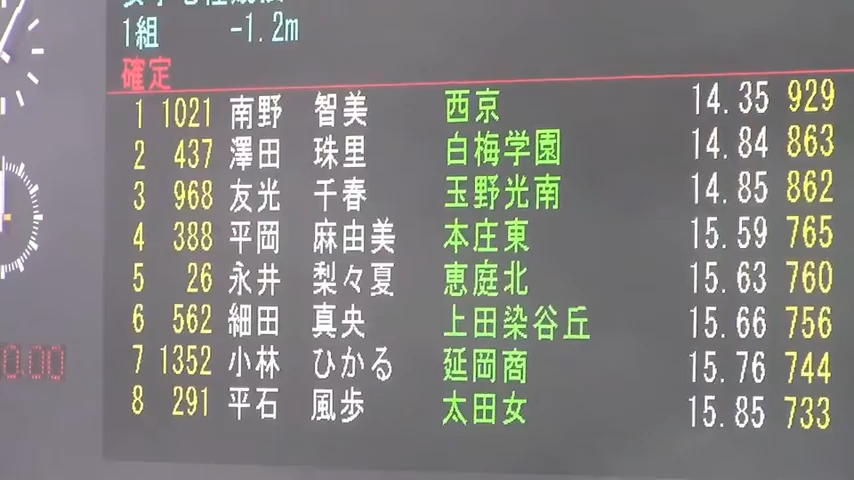 1組 -1.2m
確定
1 1021 南野 智美 西京 14.35 929
2 437 澤田 珠里 白梅学園 14.84 863
3 968 友光 千春 玉野光南 14.85 862
4 388 平岡 麻由美 本庄東 15.59 765
5 26 永井 梨々夏 恵庭北 15.63 760
6 562 細田 真央 上田染谷丘 15.66 756
7 1352 小林 ひかる 延岡商 15.76 744
8 291 平石 風歩 太田女 15.85 733
0.00